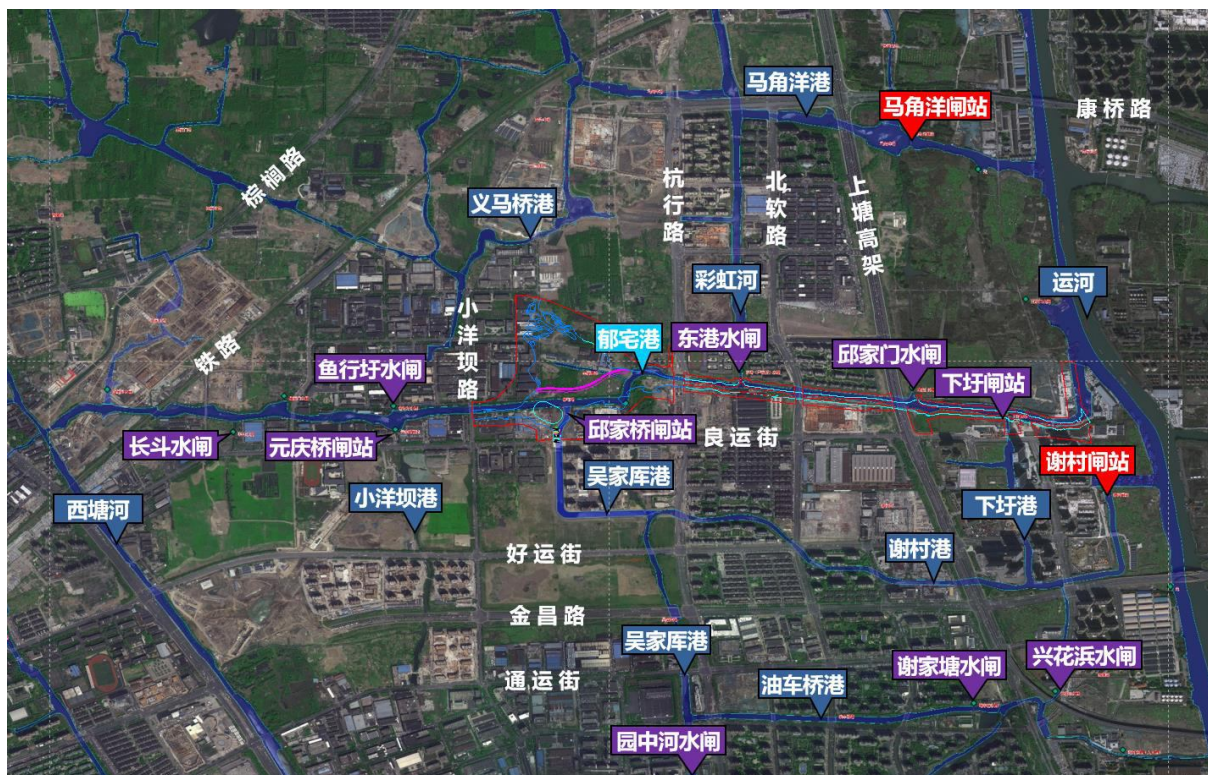 马角洋港
马角洋闸站
康桥路
棕榈路
杭行路
北软路
上塘高架
义马桥港
运河
彩虹河
小洋坝路
郁宅港
东港水闸
邱家门水闸
铁路
鱼行圩水闸
下圩闸站
长斗水闸
元庆桥闸站
邱家桥闸站
良运街
谢村闸站
西塘河
小洋坝港
吴家厍港
下圩港
好运街
谢村港
金昌路
吴家厍港
通运街
油车桥港
谢家塘水闸
兴花浜水闸
园中河水闸